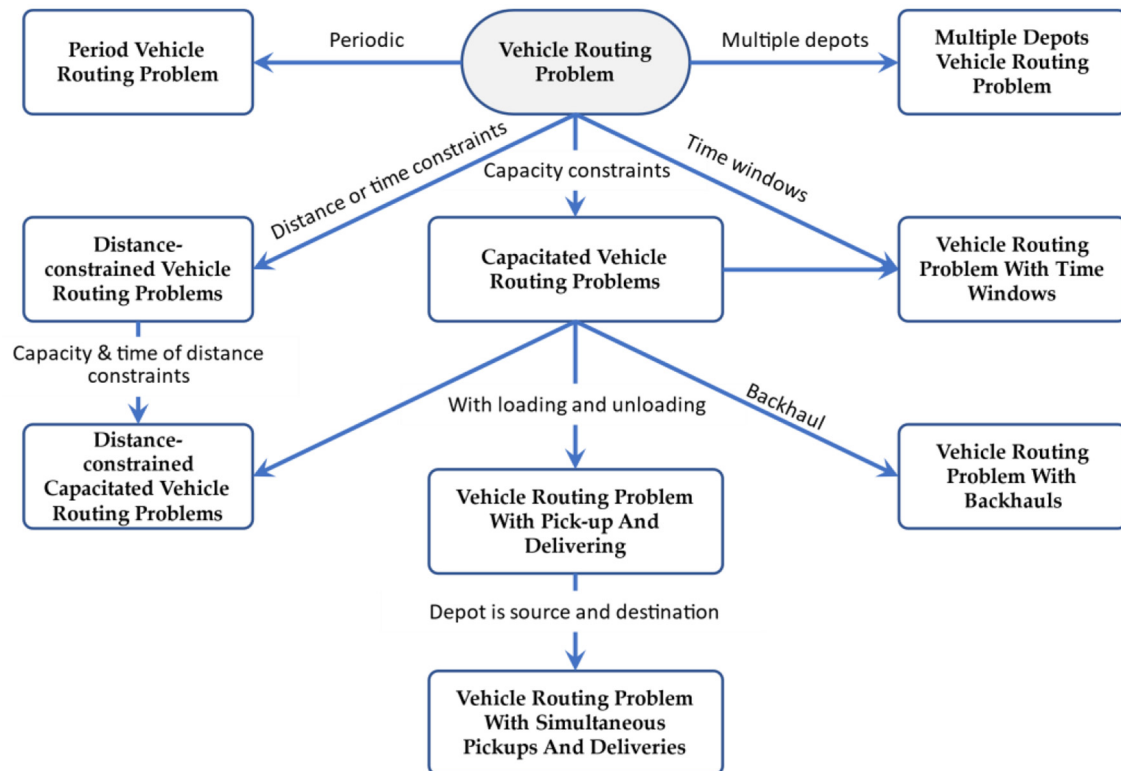 Period Vehicle
Routing Problem
Periodic
Vehicle Routing
Problem
Multiple depots
Multiple Depots
Vehicle Routing
Problem
Distance or time constraints
Capacity constraints
Time windows
Distance-
constrained Vehicle
Routing Problems
Capacitated Vehicle
Routing Problems
Vehicle Routing
Problem With Time
Windows
Capacity & time of distance
constraints
With loading and unloading
Backhaul
Distance-
constrained
Capacitated Vehicle
Routing Problems
Vehicle Routing Problem
With Pick-up And
Delivering
Vehicle Routing
Problem With
Backhauls
Depot is source and destination
Vehicle Routing Problem
With Simultaneous
Pickups And Deliveries